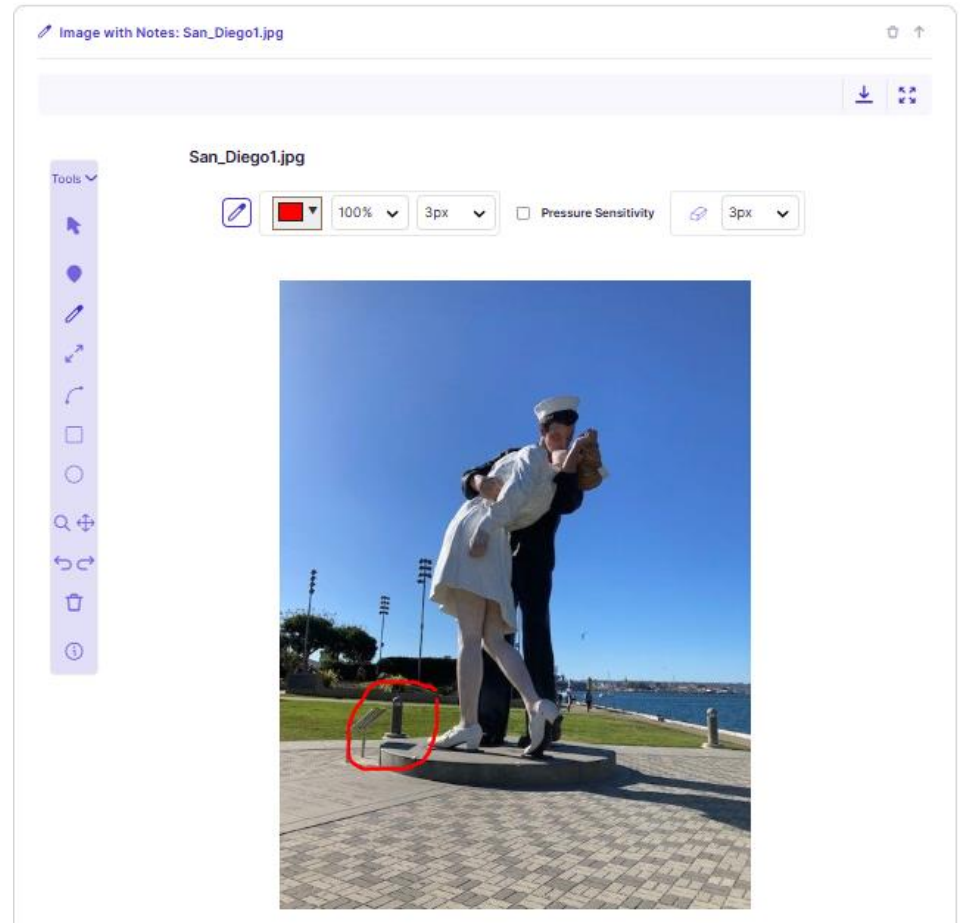 Image with Notes: San_Diego1.jpg
San_Diego1.jpg
Tools
100%
3px
Pressure Sensitivity
3px